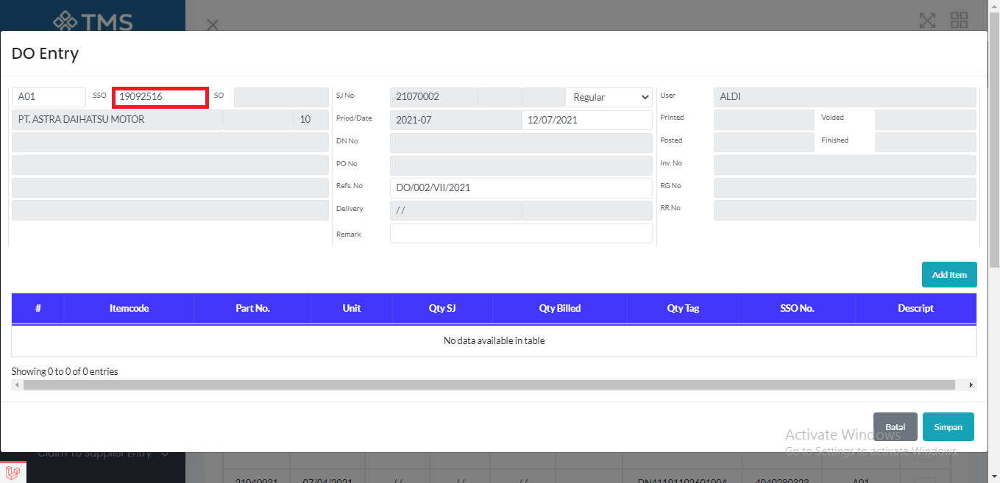 TMS
DO Entry
A01 SSO 19092516 SO
PT. ASTRA DAIHATSU MOTOR 10
SJ No 21070002 Regular
Priod/Date 2021-07 12/07/2021
DN No
PO No
Refs. No DO/002/VII/2021
Delivery / /
Remark
User ALDI
Printed Voided
Posted Finished
Inv. No
RG No
RR No
Add Item
# Itemcode Part No. Unit Qty SJ Qty Billed Qty Tag SSO No. Descript
No data available in table
Showing 0 to 0 of 0 entries
Batal Simpan
Activate Windows
Go to Settings to activate Windows.
Claim To Supplier Entry
21040031 07/04/2021 / / / / / / DN4119110260100A 4040280323 A01